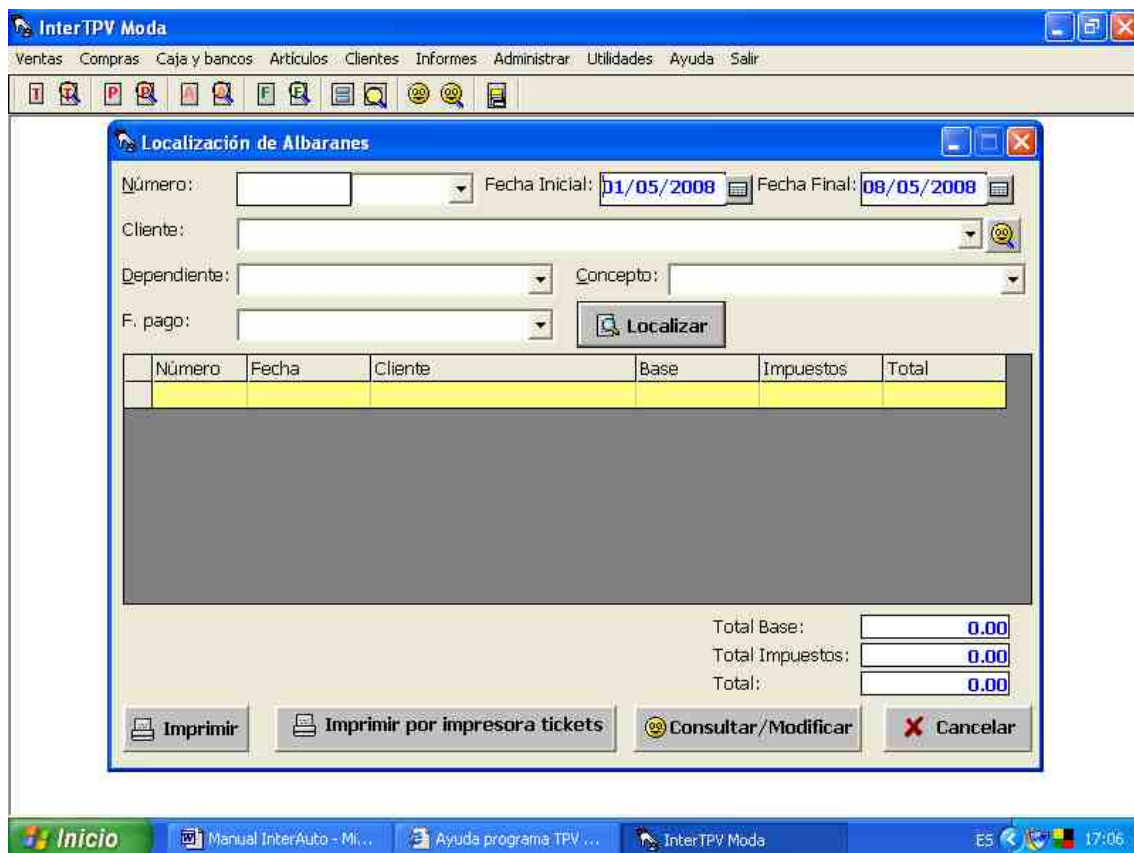 InterTPV Moda
Ventas Compras Caja y bancos Artículos Clientes Informes Administrar Utilidades Ayuda Salir
T T P P A A F F
Localización de Albaranes
Número: Fecha Inicial: 01/05/2008 Fecha Final: 08/05/2008
Cliente:
Dependiente: Concepto:
F. pago: Localizar
Número Fecha Cliente Base Impuestos Total
Total Base: 0.00
Total Impuestos: 0.00
Total: 0.00
Imprimir Imprimir por impresora tickets Consultar/Modificar Cancelar
Inicio Manual InterAuto - Mi... Ayuda programa TPV ... InterTPV Moda ES 17:06